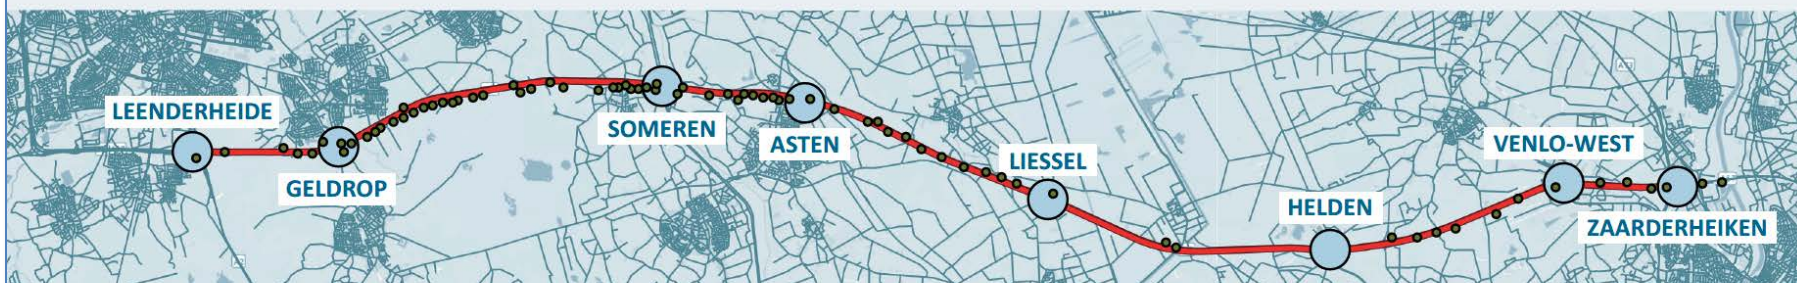 LEENDERHEIDE
GELDROP
SOMEREN
ASTEN
LIESSEL
HELDEN
VENLO-WEST
ZAARDERHEIKEN